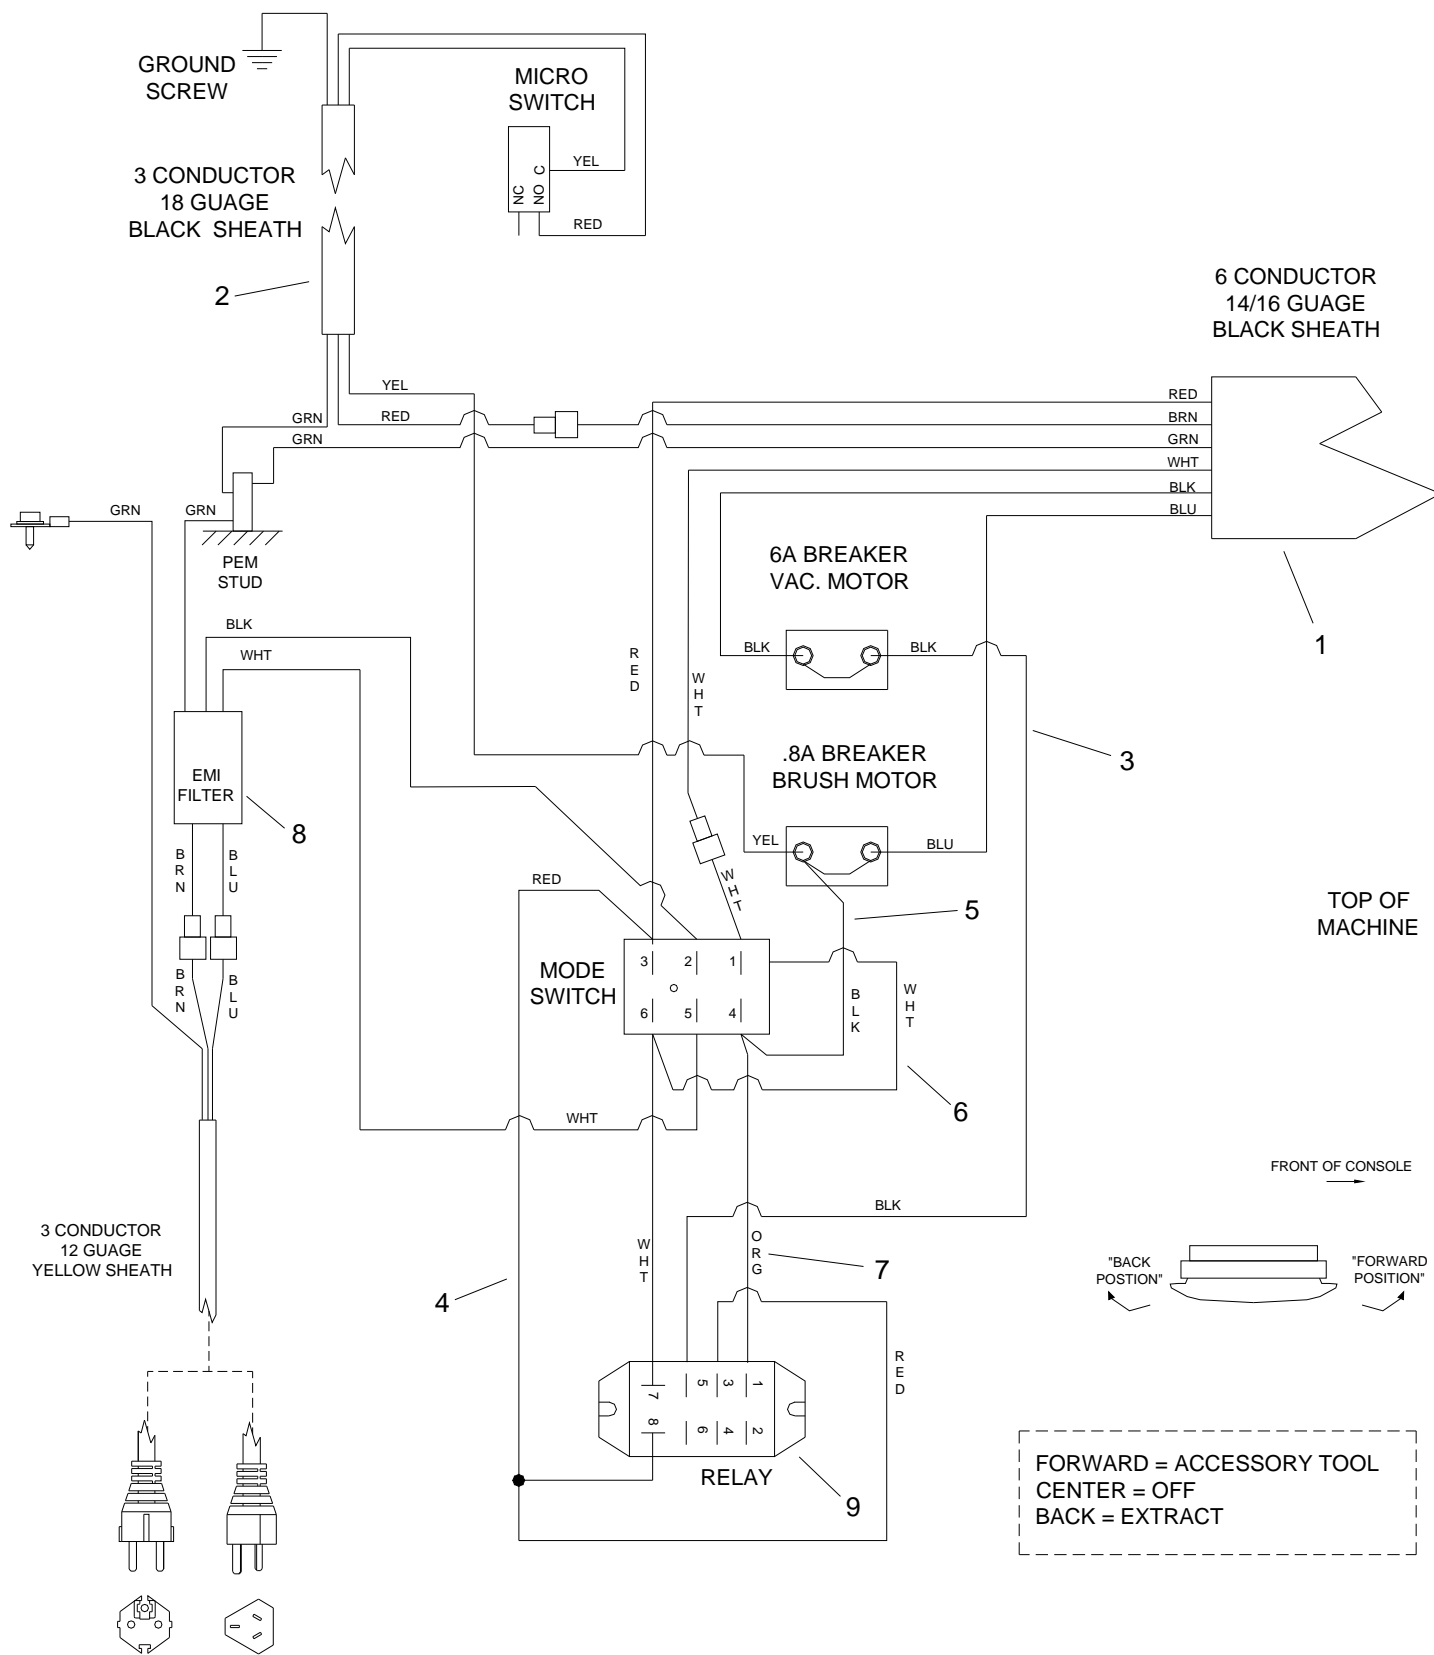 GROUND
SCREW
MICRO
SWITCH
YEL
C
NC
NO
RED
3 CONDUCTOR
18 GUAGE
BLACK SHEATH
2
6 CONDUCTOR
14/16 GUAGE
BLACK SHEATH
YEL
RED
GRN
RED
BRN
GRN
GRN
WHT
BLK
BLU
GRN
GRN
PEM
STUD
6A BREAKER
VAC. MOTOR
1
BLK
WHT
RED
WHT
BLK
BLK
3
.8A BREAKER
BRUSH MOTOR
EMI
FILTER
8
BRN
BLU
YEL
BLU
WHT
RED
5
TOP OF
MACHINE
MODE
SWITCH
3
2
1
6
5
4
BRN
BLU
BLK
WHT
6
WHT
FRONT OF CONSOLE
3 CONDUCTOR
12 GUAGE
YELLOW SHEATH
BLK
WHT
ORG
7
4
"BACK
POSTION"
"FORWARD
POSITION"
RED
7
5
3
1
8
6
4
2
RELAY
9
FORWARD = ACCESSORY TOOL
CENTER = OFF
BACK = EXTRACT